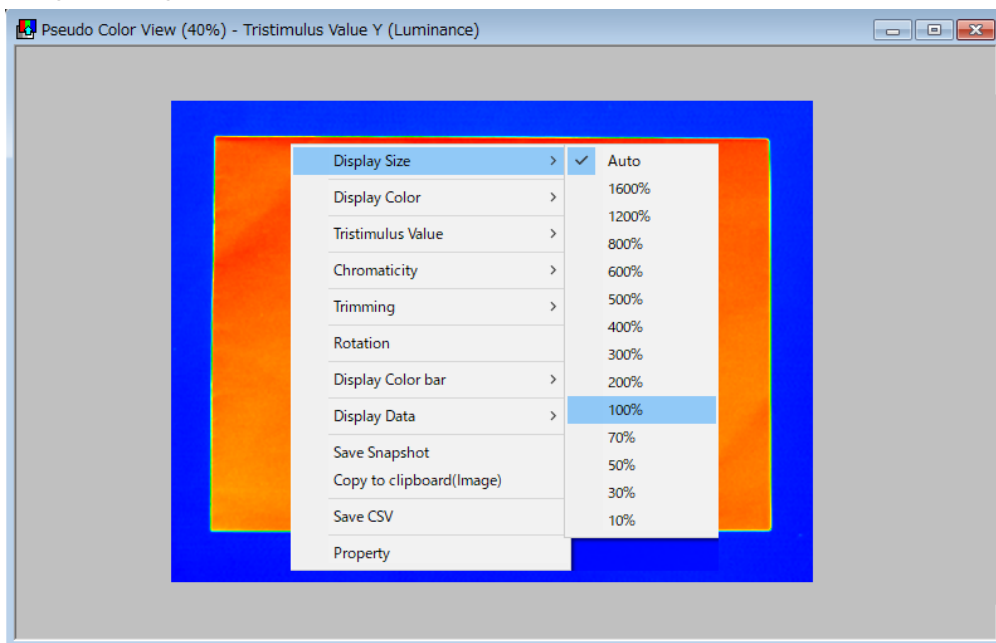 Pseudo Color View (40%) - Tristimulus Value Y (Luminance)
Display Size
Display Color
Tristimulus Value
Chromaticity
Trimming
Rotation
Display Color bar
Display Data
Save Snapshot
Copy to clipboard(Image)
Save CSV
Property
Auto
1600%
1200%
800%
600%
500%
400%
300%
200%
100%
70%
50%
30%
10%